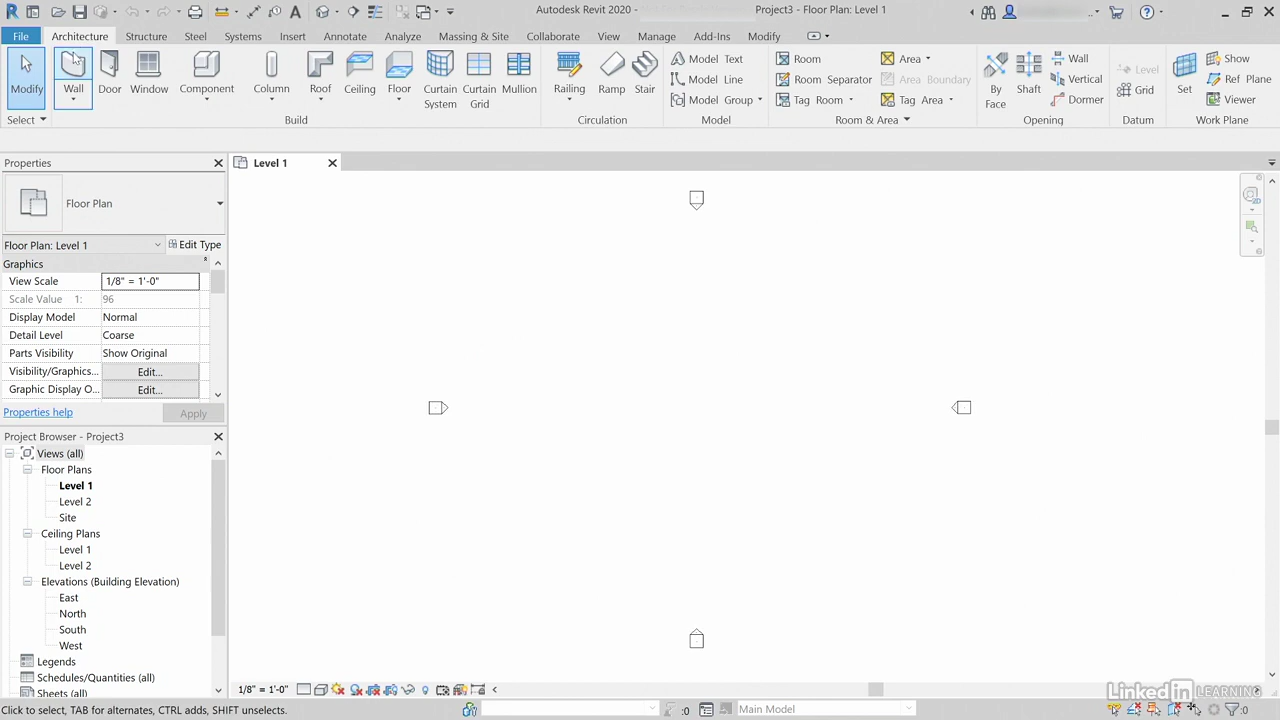 Autodesk Revit 2020 -
Project3 - Floor Plan: Level 1
File Architecture Structure Steel Systems Insert Annotate Analyze Massing & Site Collaborate View Manage Add-Ins Modify
Modify Wall Door Window Component Column Roof Ceiling Floor Curtain System Curtain Grid Mullion Railing Ramp Stair
Model Text
Model Line
Model Group
Room
Room Separator
Tag Room
Area
Area Boundary
Tag Area
By Face
Shaft
Wall
Vertical
Dormer
Level
Grid
Set
Show
Ref Plane
Viewer
Select Build Circulation Model Room & Area Opening Datum Work Plane
Properties
Level 1
Floor Plan
Floor Plan: Level 1 Edit Type
Graphics
View Scale 1/8" = 1'-0"
Scale Value 1: 96
Display Model Normal
Detail Level Coarse
Parts Visibility Show Original
Visibility/Graphics... Edit...
Graphic Display O... Edit...
Properties help Apply
Project Browser - Project3
Views (all)
Floor Plans
Level 1
Level 2
Site
Ceiling Plans
Level 1
Level 2
Elevations (Building Elevation)
East
North
South
West
Legends
Schedules/Quantities (all)
Sheets (all)
1/8" = 1'-0"
LinkedIn LEARNING
Click to select, TAB for alternates, CTRL adds, SHIFT unselects.
:0
Main Model
:0